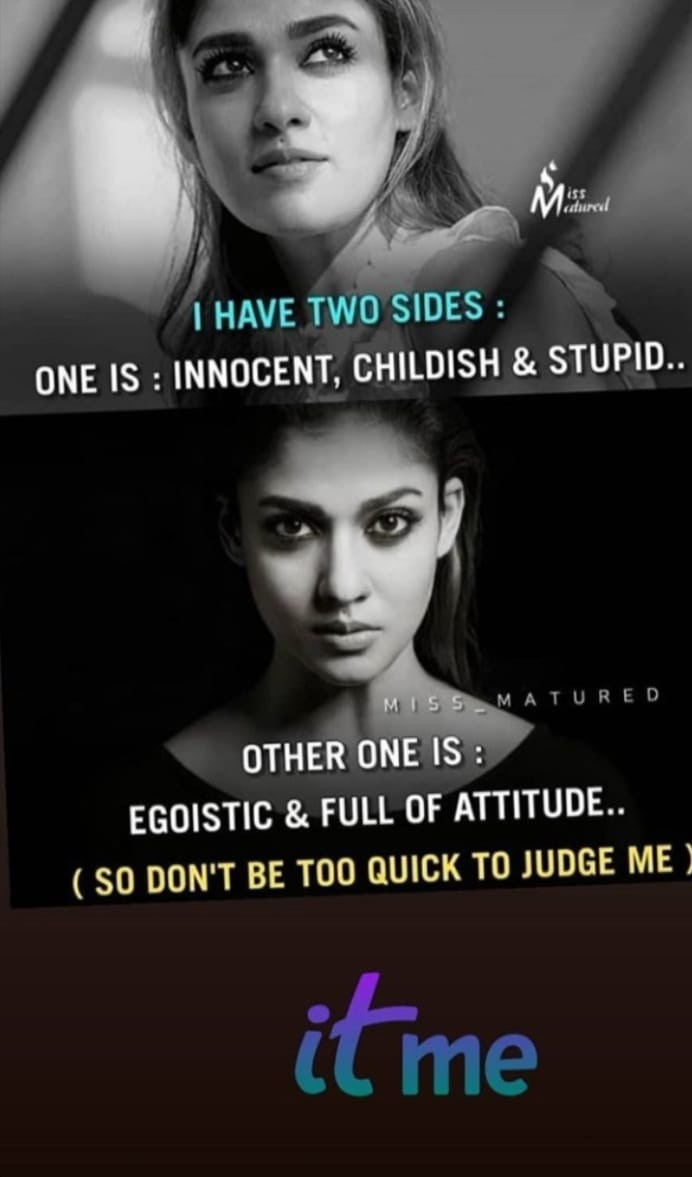 Miss
Matured
I HAVE TWO SIDES :
ONE IS : INNOCENT, CHILDISH & STUPID..
MISS_MATURED
OTHER ONE IS :
EGOISTIC & FULL OF ATTITUDE..
( SO DON'T BE TOO QUICK TO JUDGE ME )
it me